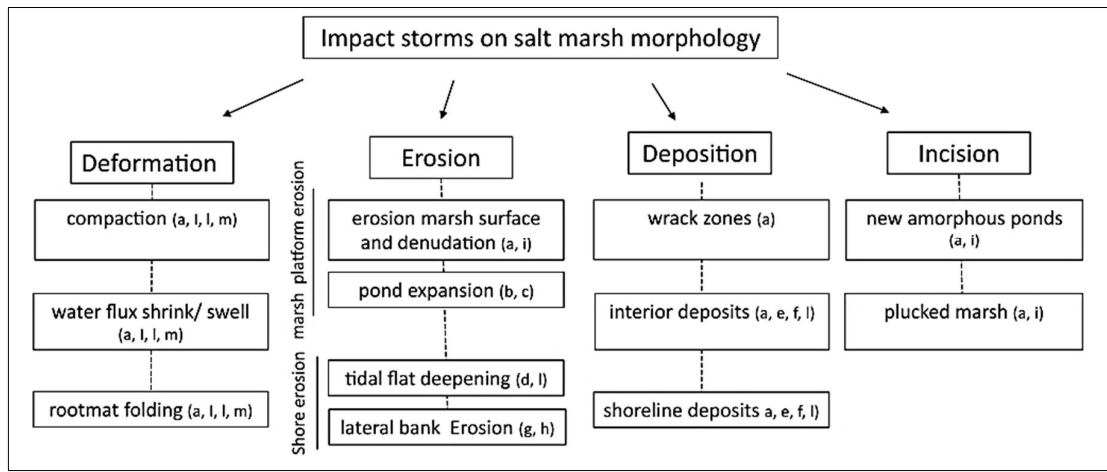 Impact storms on salt marsh morphology
Deformation
compaction (a, I, l, m)
water flux shrink/ swell
(a, I, l, m)
rootmat folding (a, I, l, m)
Erosion
marsh platform erosion
erosion marsh surface
and denudation (a, i)
pond expansion (b, c)
Shore erosion
tidal flat deepening (d, l)
lateral bank Erosion (g, h)
Deposition
wrack zones (a)
interior deposits (a, e, f, l)
shoreline deposits a, e, f, l)
Incision
new amorphous ponds
(a, i)
plucked marsh (a, i)